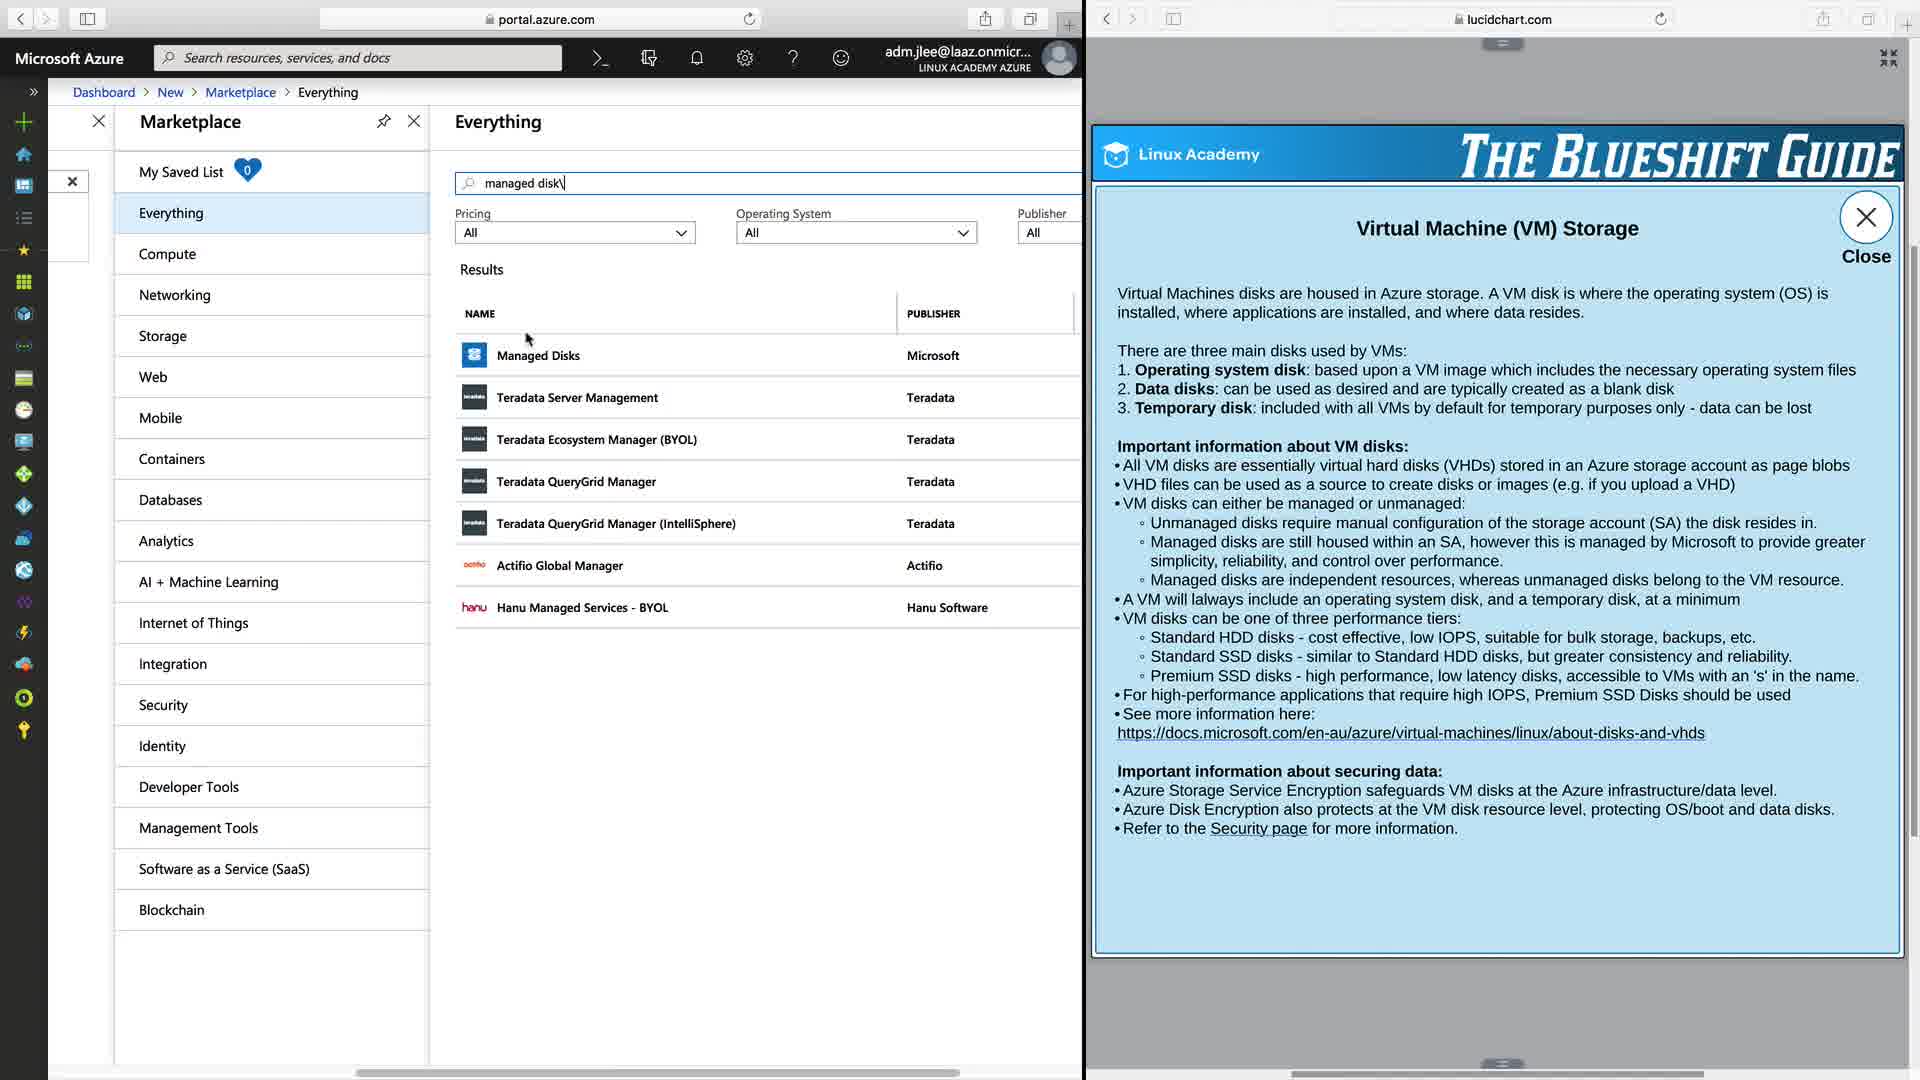 portal.azure.com
lucidchart.com
Microsoft Azure
Search resources, services, and docs
adm.jlee@laaz.onmicr...
LINUX ACADEMY AZURE
Dashboard > New > Marketplace > Everything
Marketplace
My Saved List 0
Everything
Compute
Networking
Storage
Web
Mobile
Containers
Databases
Analytics
AI + Machine Learning
Internet of Things
Integration
Security
Identity
Developer Tools
Management Tools
Software as a Service (SaaS)
Blockchain
Everything
managed disk\
Pricing
All
Operating System
All
Publisher
All
Results
NAME PUBLISHER
Managed Disks Microsoft
teradata Teradata Server Management Teradata
teradata Teradata Ecosystem Manager (BYOL) Teradata
teradata Teradata QueryGrid Manager Teradata
teradata Teradata QueryGrid Manager (IntelliSphere) Teradata
actifio Actifio Global Manager Actifio
hanu Hanu Managed Services - BYOL Hanu Software
Linux Academy
THE BLUESHIFT GUIDE
Virtual Machine (VM) Storage
Close
Virtual Machines disks are housed in Azure storage. A VM disk is where the operating system (OS) is
installed, where applications are installed, and where data resides.
There are three main disks used by VMs:
1. Operating system disk: based upon a VM image which includes the necessary operating system files
2. Data disks: can be used as desired and are typically created as a blank disk
3. Temporary disk: included with all VMs by default for temporary purposes only - data can be lost
Important information about VM disks:
• All VM disks are essentially virtual hard disks (VHDs) stored in an Azure storage account as page blobs
• VHD files can be used as a source to create disks or images (e.g. if you upload a VHD)
• VM disks can either be managed or unmanaged:
◦ Unmanaged disks require manual configuration of the storage account (SA) the disk resides in.
◦ Managed disks are still housed within an SA, however this is managed by Microsoft to provide greater
simplicity, reliability, and control over performance.
◦ Managed disks are independent resources, whereas unmanaged disks belong to the VM resource.
• A VM will lalways include an operating system disk, and a temporary disk, at a minimum
• VM disks can be one of three performance tiers:
◦ Standard HDD disks - cost effective, low IOPS, suitable for bulk storage, backups, etc.
◦ Standard SSD disks - similar to Standard HDD disks, but greater consistency and reliability.
◦ Premium SSD disks - high performance, low latency disks, accessible to VMs with an 's' in the name.
• For high-performance applications that require high IOPS, Premium SSD Disks should be used
• See more information here:
https://docs.microsoft.com/en-au/azure/virtual-machines/linux/about-disks-and-vhds
Important information about securing data:
• Azure Storage Service Encryption safeguards VM disks at the Azure infrastructure/data level.
• Azure Disk Encryption also protects at the VM disk resource level, protecting OS/boot and data disks.
• Refer to the Security page for more information.